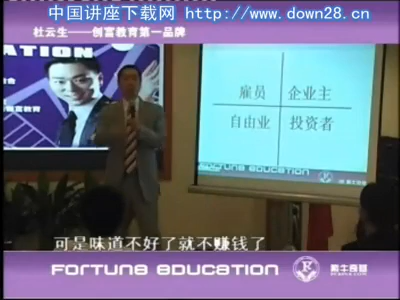 中国讲座下载网 http://www.down28.cn
杜云生——创富教育第一品牌
雇员 企业主
自由业 投资者
FORTUNE EDUCATION
可是味道不好了就不赚钱了
FORTUNE EDUCATION